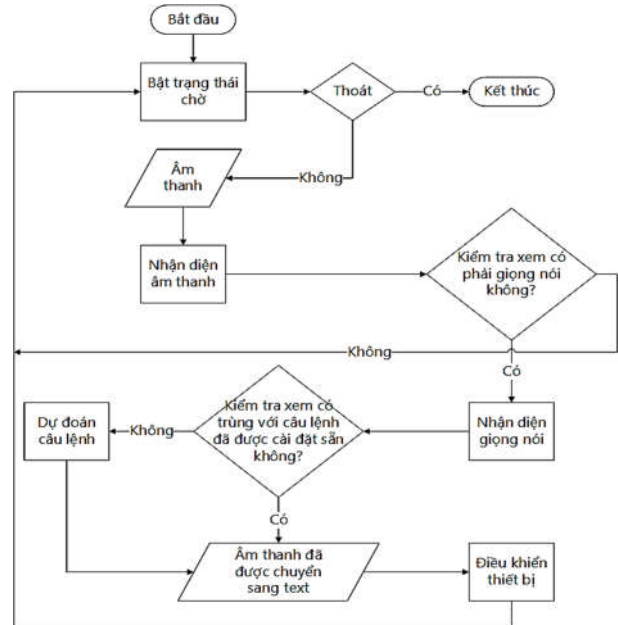 Bắt đầu
Bật trạng thái
chờ
Thoát
Có
Kết thúc
Không
Âm
thanh
Nhận diện
âm thanh
Kiểm tra xem có
phải giọng nói
không?
Không
Có
Nhận diện
giọng nói
Kiểm tra xem có
trùng với câu lệnh
đã được cài đặt sẵn
không?
Không
Dự đoán
câu lệnh
Có
Âm thanh đã
được chuyển
sang text
Điều khiển
thiết bị